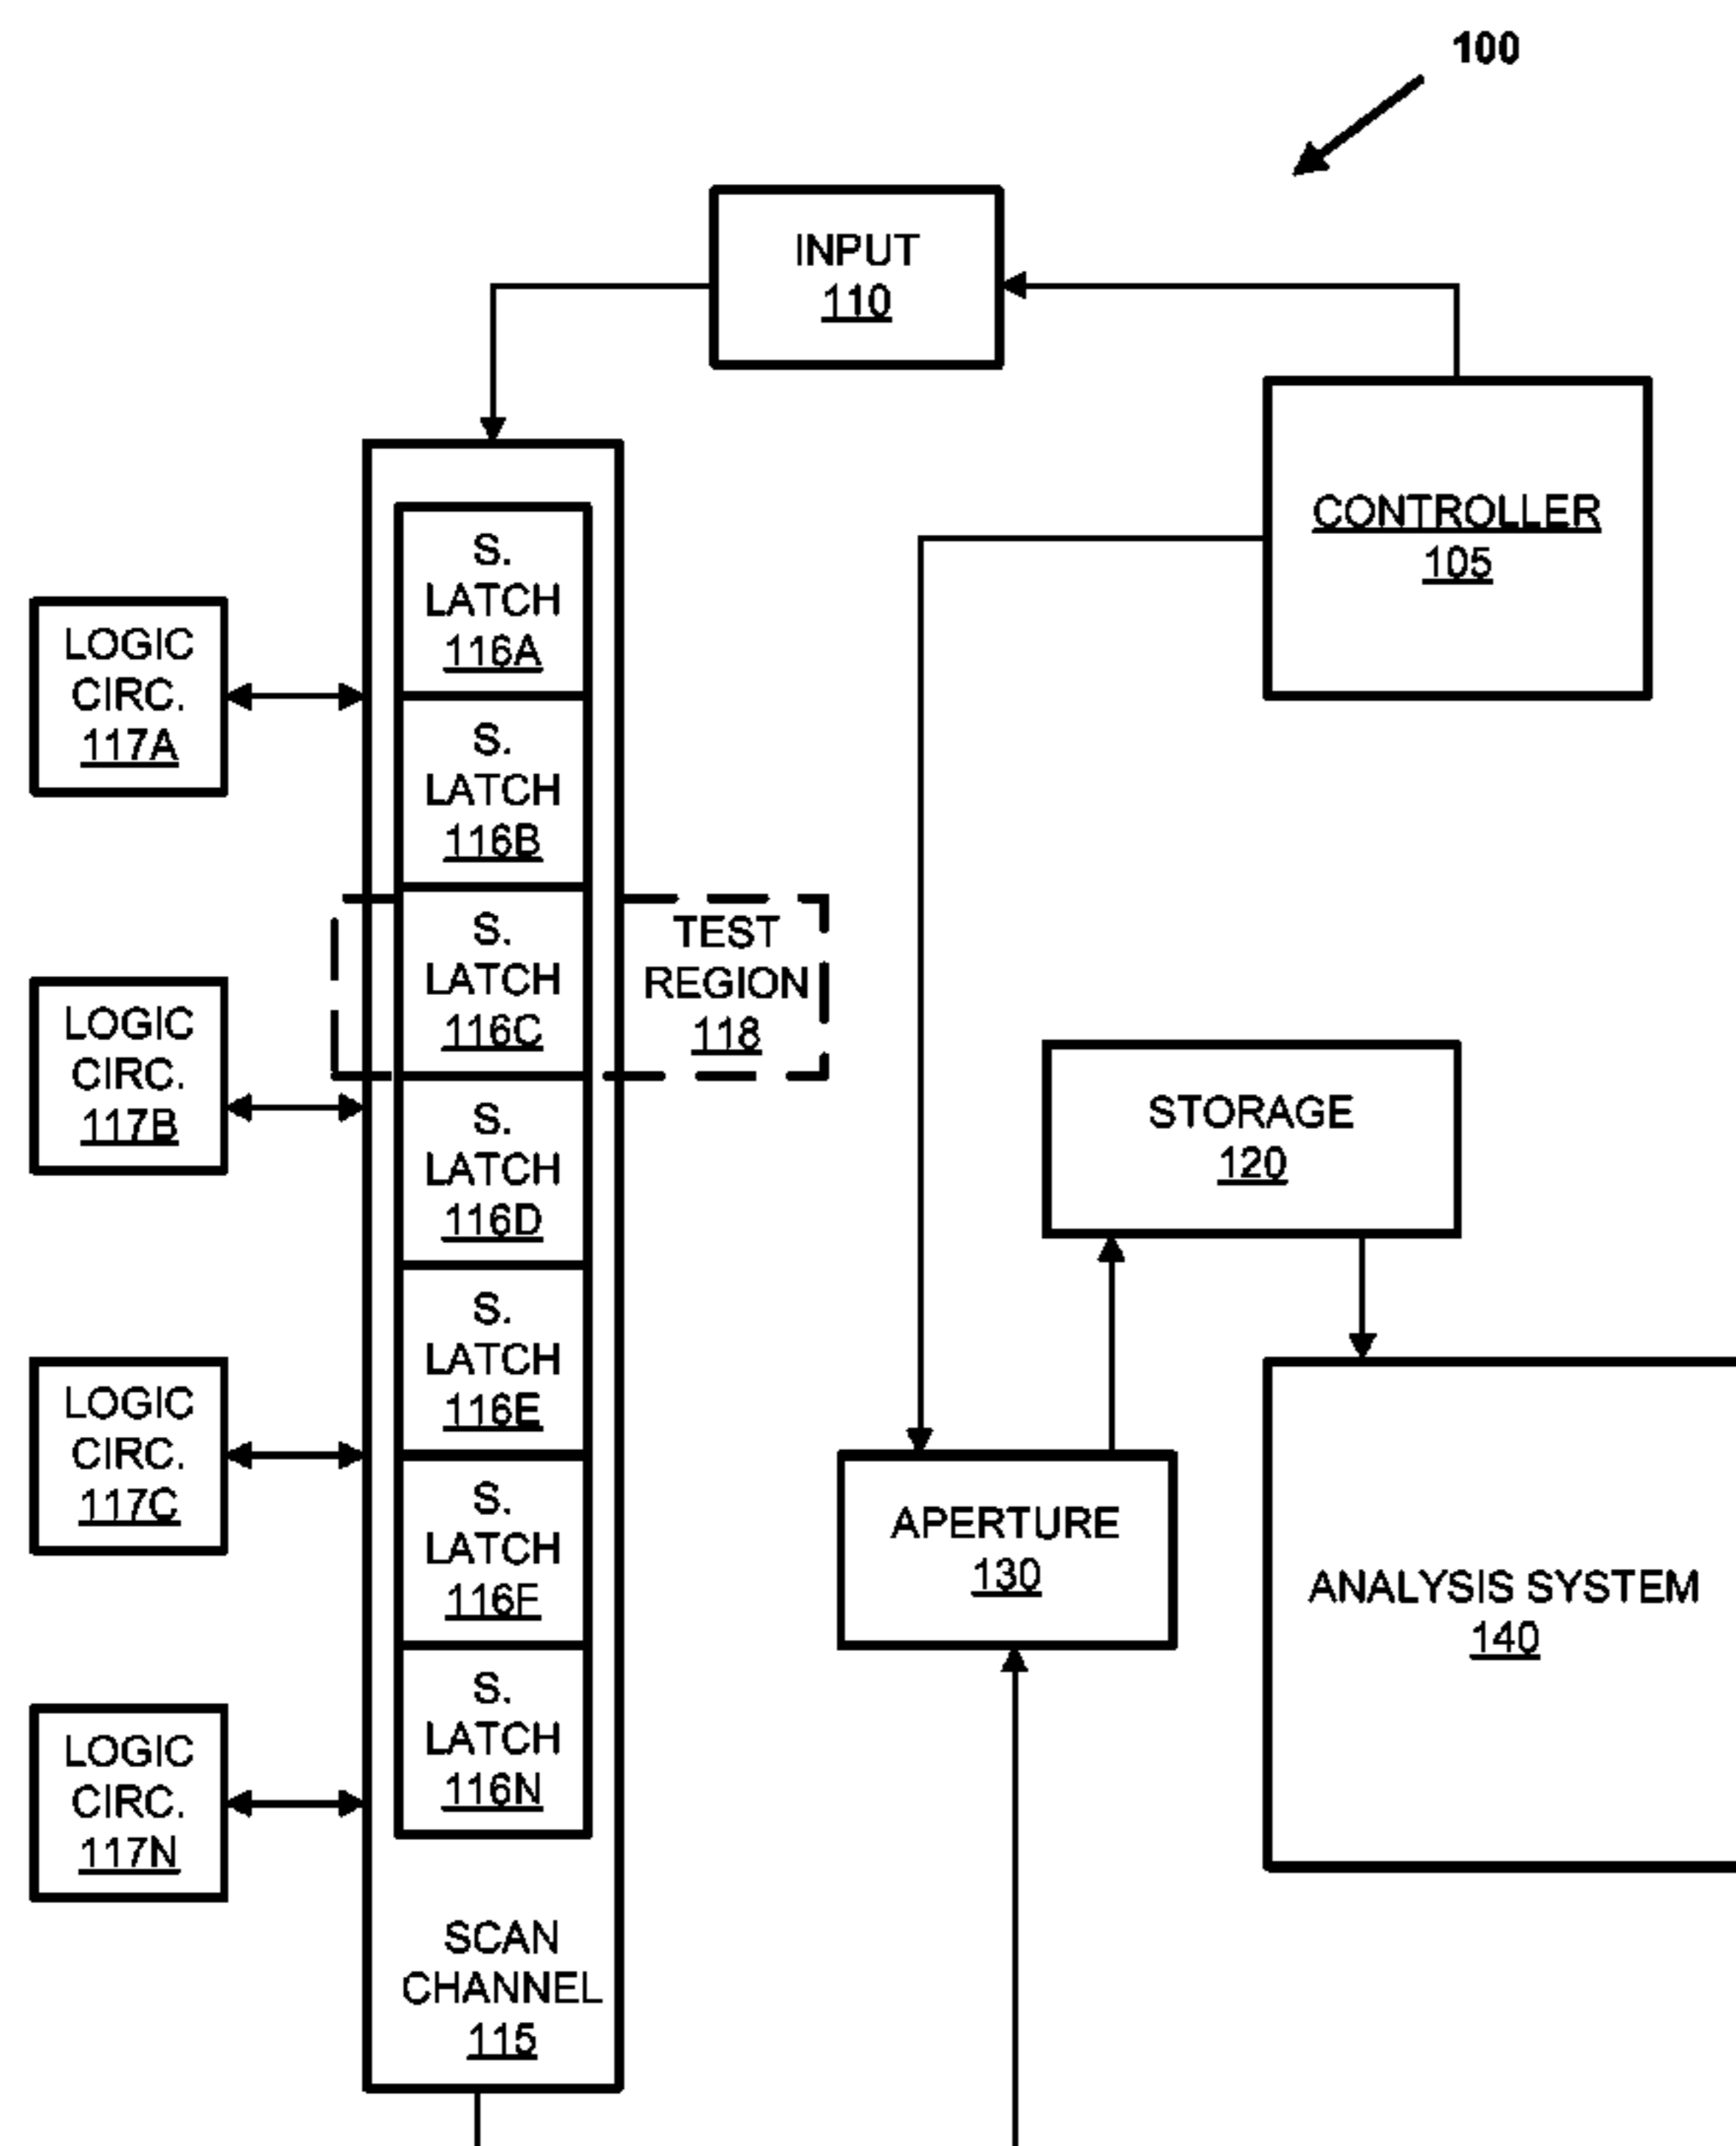 100
INPUT
110
CONTROLLER
105
S.
LATCH
116A
LOGIC
CIRC.
117A
S.
LATCH
116B
S.
LATCH
116C
TEST
REGION
118
LOGIC
CIRC.
117B
S.
LATCH
116D
STORAGE
120
S.
LATCH
116E
LOGIC
CIRC.
117C
S.
LATCH
116F
APERTURE
130
ANALYSIS SYSTEM
140
S.
LATCH
116N
LOGIC
CIRC.
117N
SCAN
CHANNEL
115